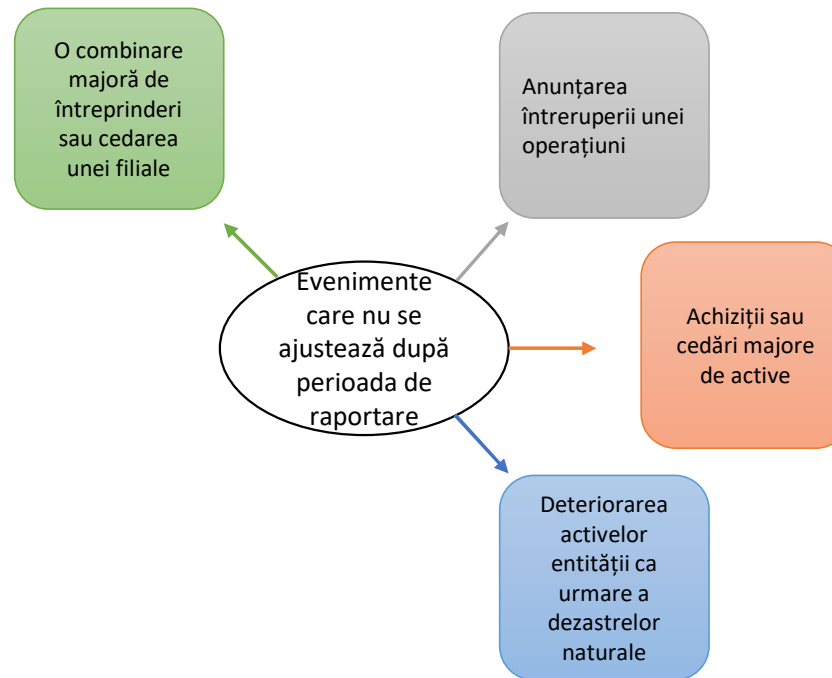 O combinare
majoră de
întreprinderi
sau cedarea
unei filiale
Anunțarea
întreruperii unei
operațiuni
Evenimente
care nu se
ajustează după
perioada de
raportare
Achiziții sau
cedări majore
de active
Deteriorarea
activelor
entității ca
urmare a
dezastrelor
naturale